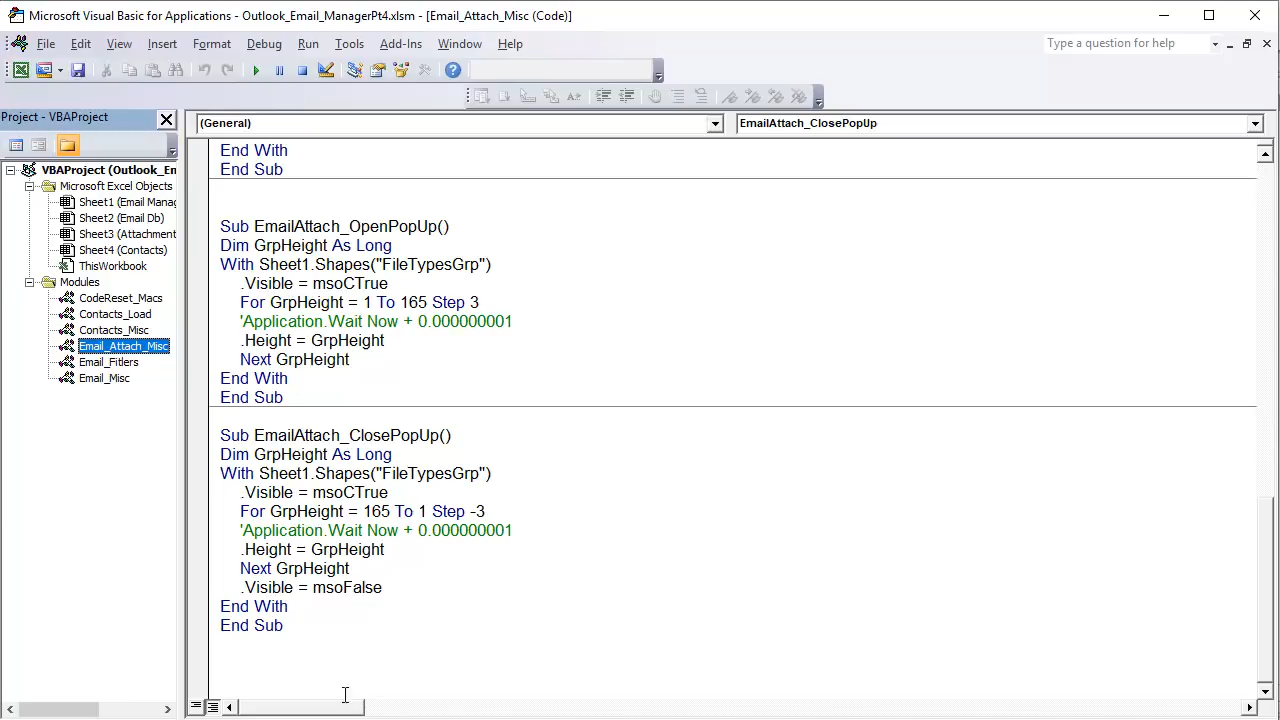 Microsoft Visual Basic for Applications - Outlook_Email_ManagerPt4.xlsm - [Email_Attach_Misc (Code)]
File Edit View Insert Format Debug Run Tools Add-Ins Window Help
Type a question for help
Project - VBAProject
(General)
EmailAttach_ClosePopUp
VBAProject (Outlook_En
Microsoft Excel Objects
Sheet1 (Email Manag
Sheet2 (Email Db)
Sheet3 (Attachment
Sheet4 (Contacts)
ThisWorkbook
Modules
CodeReset_Macs
Contacts_Load
Contacts_Misc
Email_Attach_Misc
Email_Fitlers
Email_Misc
End With
End Sub
Sub EmailAttach_OpenPopUp()
Dim GrpHeight As Long
With Sheet1.Shapes("FileTypesGrp")
.Visible = msoCTrue
For GrpHeight = 1 To 165 Step 3
'Application.Wait Now + 0.000000001
.Height = GrpHeight
Next GrpHeight
End With
End Sub
Sub EmailAttach_ClosePopUp()
Dim GrpHeight As Long
With Sheet1.Shapes("FileTypesGrp")
.Visible = msoCTrue
For GrpHeight = 165 To 1 Step -3
'Application.Wait Now + 0.000000001
.Height = GrpHeight
Next GrpHeight
.Visible = msoFalse
End With
End Sub